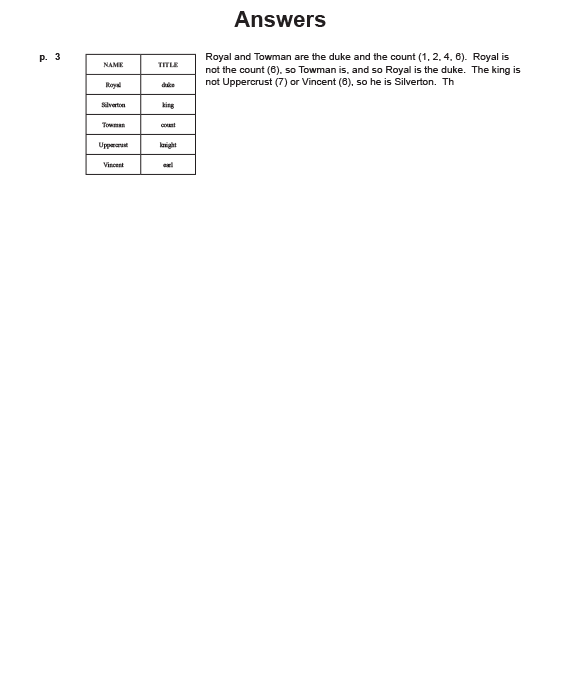 Answers
p. 3
NAME TITLE
Royal duke
Silverton king
Towman count
Uppercrust knight
Vincent earl
Royal and Towman are the duke and the count (1, 2, 4, 6). Royal is
not the count (6), so Towman is, and so Royal is the duke. The king is
not Uppercrust (7) or Vincent (6), so he is Silverton. Th